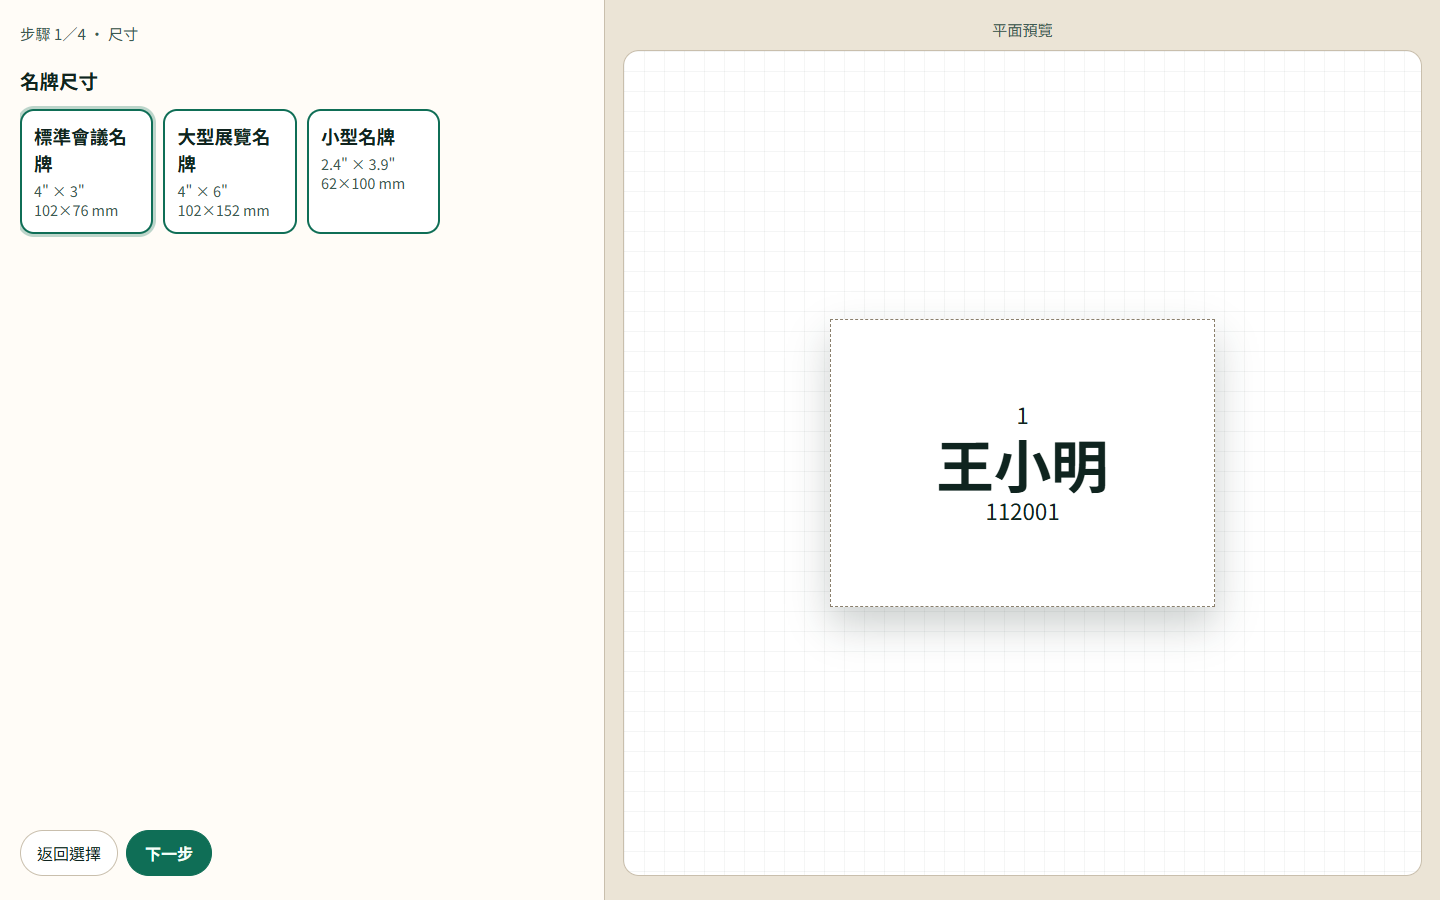 步驟 1／4 · 尺寸
名牌尺寸
標準會議名
牌
4" × 3"
102×76 mm
大型展覽名
牌
4" × 6"
102×152 mm
小型名牌
2.4" × 3.9"
62×100 mm
返回選擇
下一步
平面預覽
1
王小明
112001